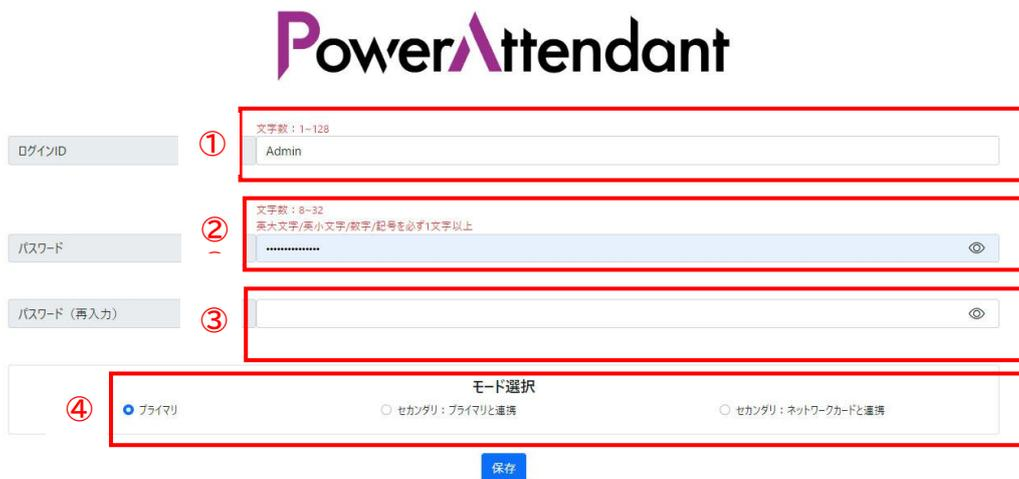 PowerAttendant
①
文字数：1~128
ログインID
Admin
②
文字数：8~32
英大文字/英小文字/数字/記号を必ず1文字以上
パスワード
•••••••••••••••
③
パスワード（再入力）
④
モード選択
プライマリ
セカンダリ：プライマリと連携
セカンダリ：ネットワークカードと連携
保存